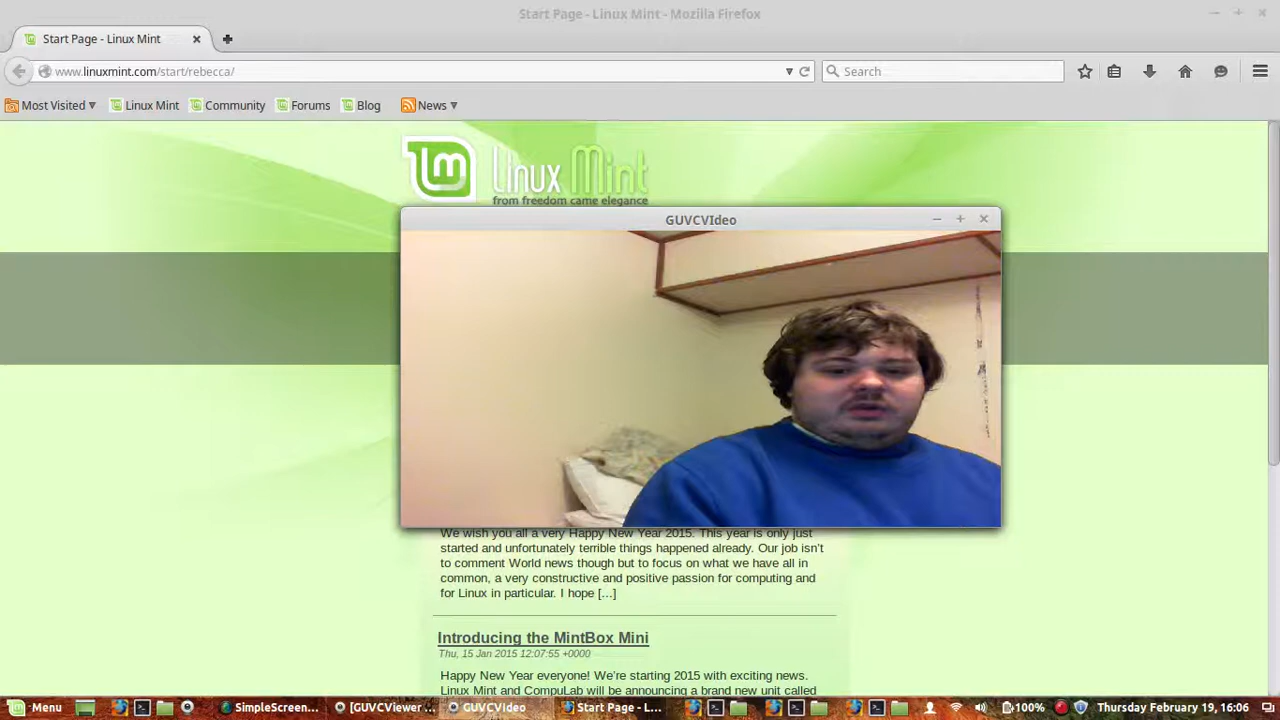 Start Page - Linux Mint - Mozilla Firefox
Start Page - Linux Mint
www.linuxmint.com/start/rebecca/
Search
Most Visited
Linux Mint
Community
Forums
Blog
News
Linux Mint
from freedom came elegance
GUVCVIdeo
We wish you all a very Happy New Year 2015. This year is only just
started and unfortunately terrible things happened already. Our job isn’t
to comment World news though but to focus on what we have all in
common, a very constructive and positive passion for computing and
for Linux in particular. I hope [...]
Introducing the MintBox Mini
Thu, 15 Jan 2015 12:07:55 +0000
Happy New Year everyone! We’re starting 2015 with exciting news.
Linux Mint and CompuLab will be announcing a brand new unit called
Menu
SimpleScreen...
[GUVCViewer ...
GUVCVIdeo
Start Page - L...
100%
Thursday February 19, 16:06